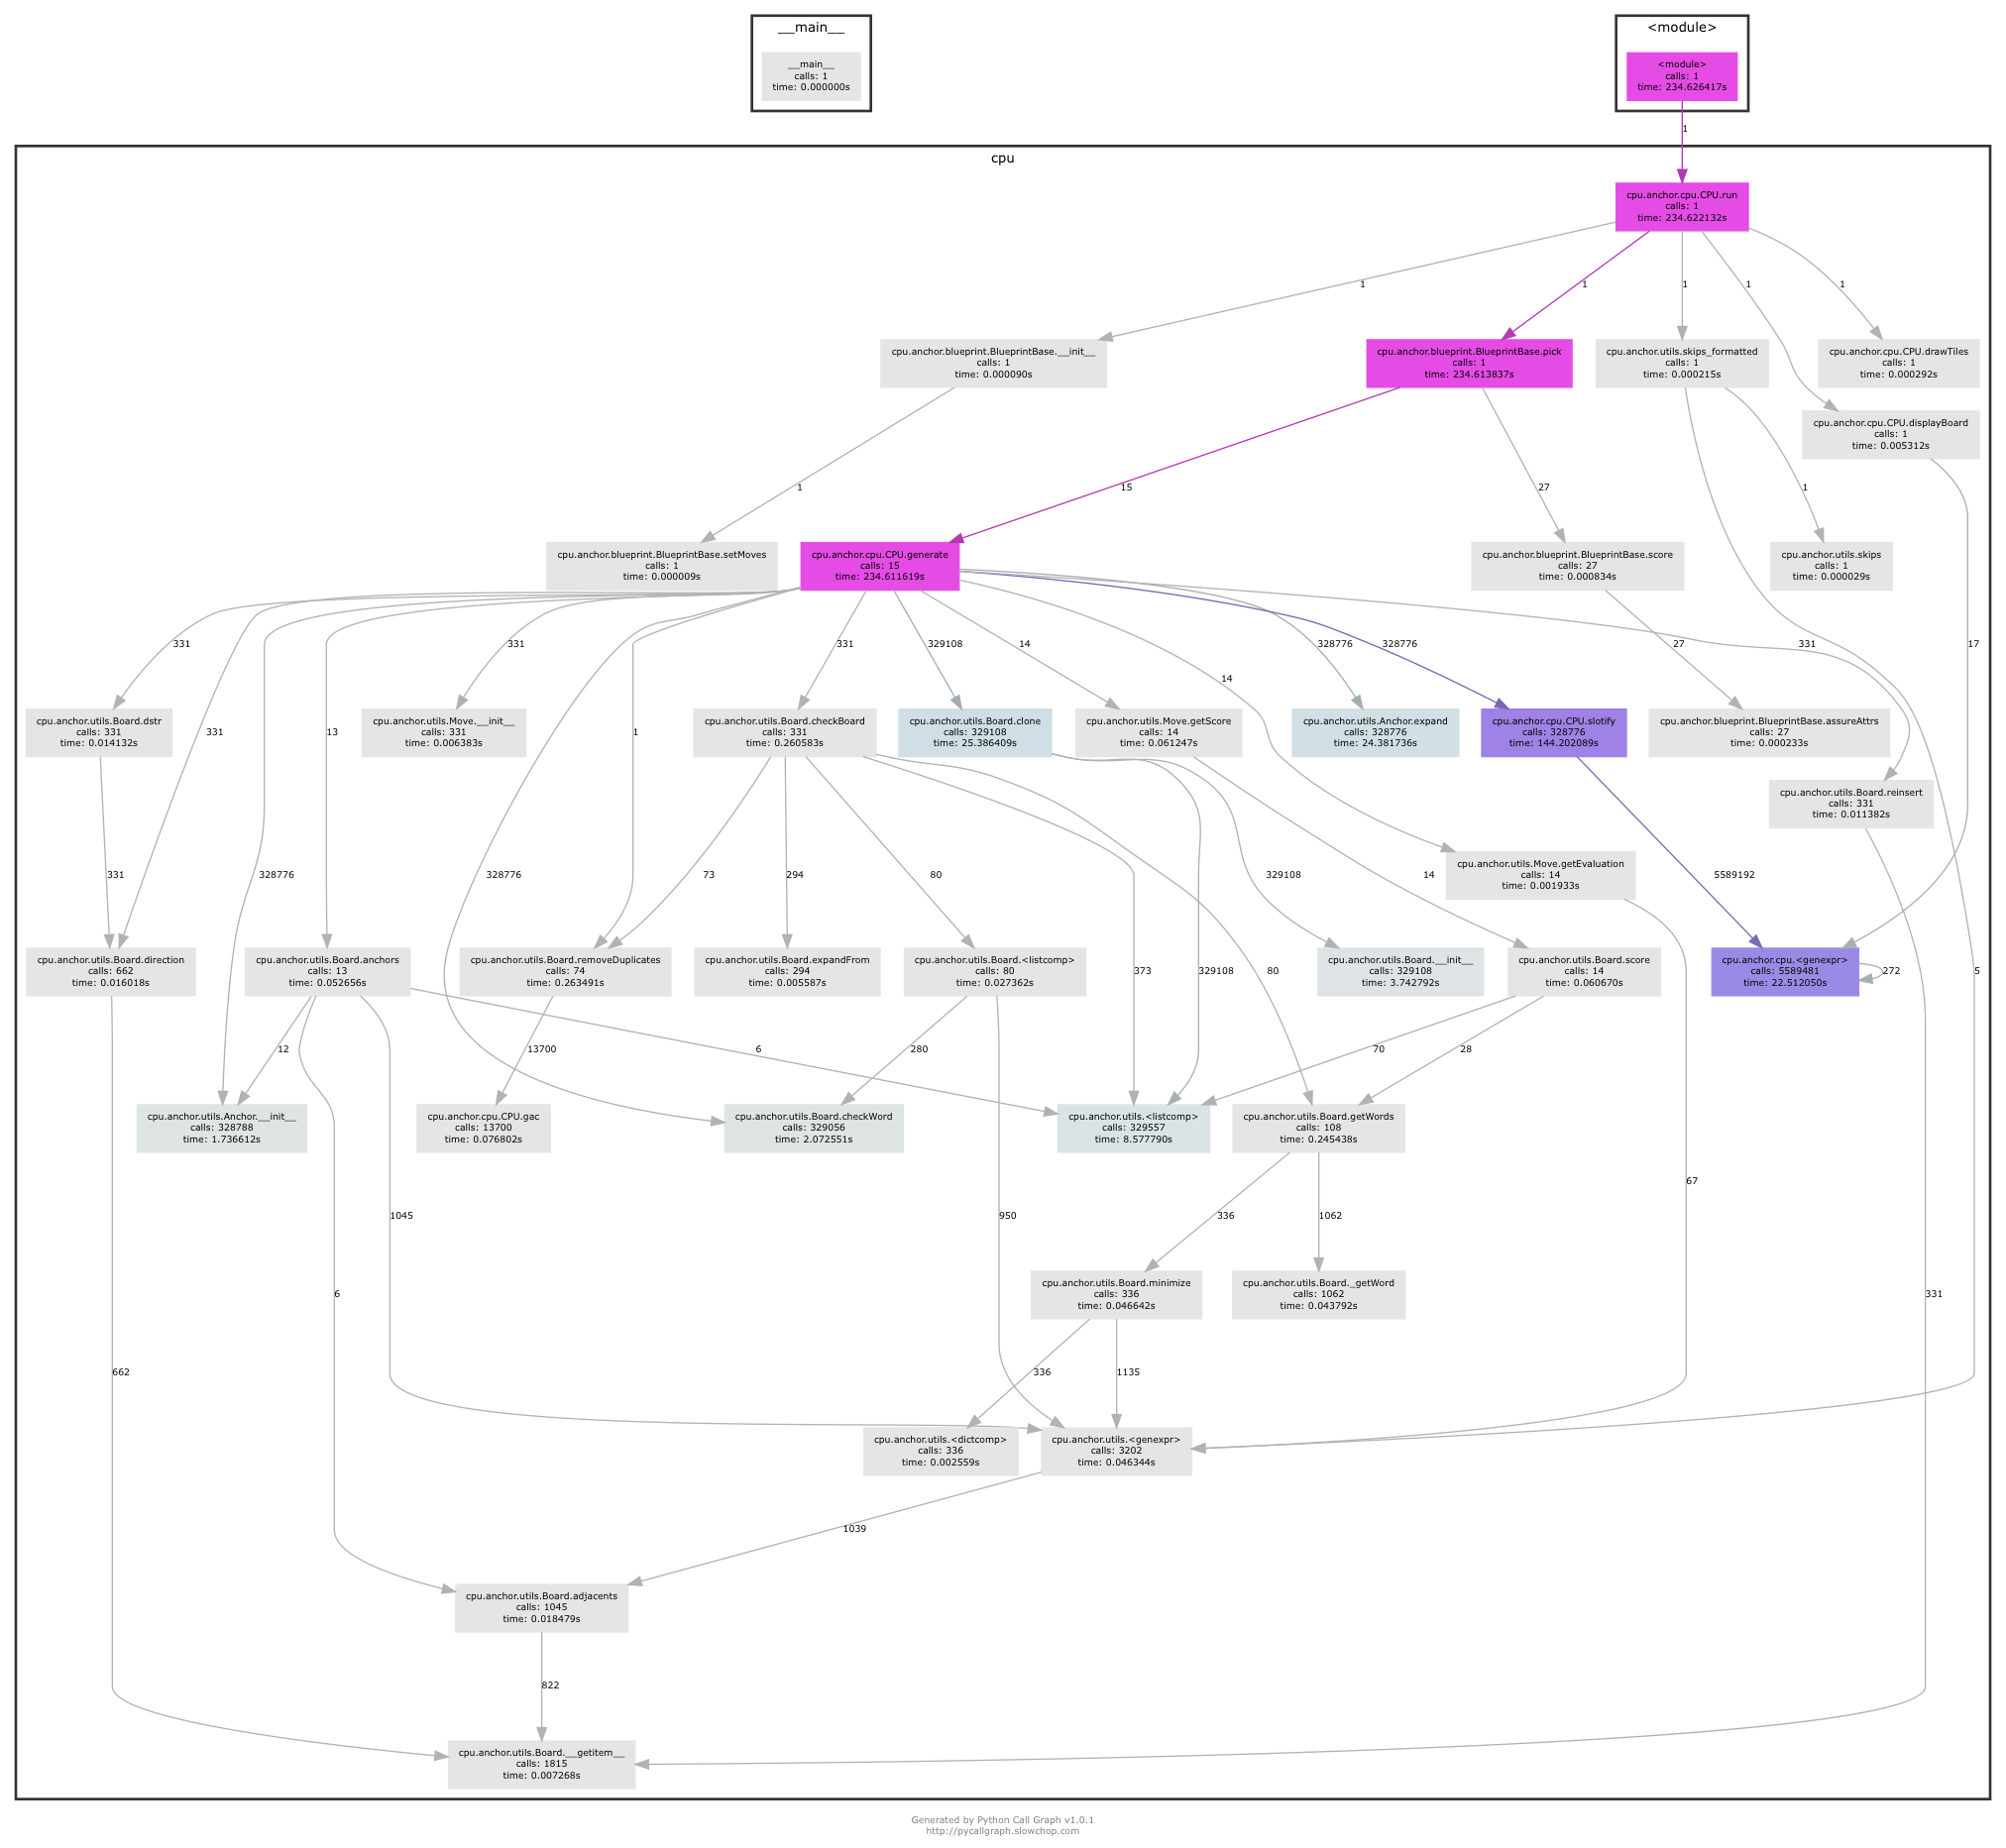 __main__
<module>
__main__
calls: 1
time: 0.000000s
<module>
calls: 1
time: 234.626417s
1
cpu
cpu.anchor.cpu.CPU.run
calls: 1
time: 234.622132s
1
1
1
1
1
cpu.anchor.blueprint.BlueprintBase.__init__
calls: 1
time: 0.000090s
cpu.anchor.blueprint.BlueprintBase.pick
calls: 1
time: 234.613837s
cpu.anchor.utils.skips_formatted
calls: 1
time: 0.000215s
cpu.anchor.cpu.CPU.drawTiles
calls: 1
time: 0.000292s
cpu.anchor.cpu.CPU.displayBoard
calls: 1
time: 0.005312s
1
15
27
1
cpu.anchor.blueprint.BlueprintBase.setMoves
calls: 1
time: 0.000009s
cpu.anchor.cpu.CPU.generate
calls: 15
time: 234.611619s
cpu.anchor.blueprint.BlueprintBase.score
calls: 27
time: 0.000834s
cpu.anchor.utils.skips
calls: 1
time: 0.000029s
331
331
13
331
1
331
329108
14
328776
328776
27
331
17
14
cpu.anchor.utils.Board.dstr
calls: 331
time: 0.014132s
cpu.anchor.utils.Move.__init__
calls: 331
time: 0.006383s
cpu.anchor.utils.Board.checkBoard
calls: 331
time: 0.260583s
cpu.anchor.utils.Board.clone
calls: 329108
time: 25.386409s
cpu.anchor.utils.Move.getScore
calls: 14
time: 0.061247s
cpu.anchor.utils.Anchor.expand
calls: 328776
time: 24.381736s
cpu.anchor.cpu.CPU.slotify
calls: 328776
time: 144.202089s
cpu.anchor.blueprint.BlueprintBase.assureAttrs
calls: 27
time: 0.000233s
cpu.anchor.utils.Board.reinsert
calls: 331
time: 0.011382s
cpu.anchor.utils.Move.getEvaluation
calls: 14
time: 0.001933s
331
328776
328776
73
294
80
329108
14
5589192
cpu.anchor.utils.Board.direction
calls: 662
time: 0.016018s
cpu.anchor.utils.Board.anchors
calls: 13
time: 0.052656s
cpu.anchor.utils.Board.removeDuplicates
calls: 74
time: 0.263491s
cpu.anchor.utils.Board.expandFrom
calls: 294
time: 0.005587s
cpu.anchor.utils.Board.<listcomp>
calls: 80
time: 0.027362s
373
329108
80
cpu.anchor.utils.Board.__init__
calls: 329108
time: 3.742792s
cpu.anchor.utils.Board.score
calls: 14
time: 0.060670s
cpu.anchor.cpu.<genexpr>
calls: 5589481
time: 22.512050s
272
5
12
13700
6
280
70
28
cpu.anchor.utils.Anchor.__init__
calls: 328788
time: 1.736612s
cpu.anchor.cpu.CPU.gac
calls: 13700
time: 0.076802s
cpu.anchor.utils.Board.checkWord
calls: 329056
time: 2.072551s
cpu.anchor.utils.<listcomp>
calls: 329557
time: 8.577790s
cpu.anchor.utils.Board.getWords
calls: 108
time: 0.245438s
67
1045
950
336
1062
cpu.anchor.utils.Board.minimize
calls: 336
time: 0.046642s
cpu.anchor.utils.Board._getWord
calls: 1062
time: 0.043792s
6
331
662
336
1135
cpu.anchor.utils.<dictcomp>
calls: 336
time: 0.002559s
cpu.anchor.utils.<genexpr>
calls: 3202
time: 0.046344s
1039
cpu.anchor.utils.Board.adjacents
calls: 1045
time: 0.018479s
822
cpu.anchor.utils.Board.__getitem__
calls: 1815
time: 0.007268s
Generated by Python Call Graph v1.0.1
http://pycallgraph.slowchop.com